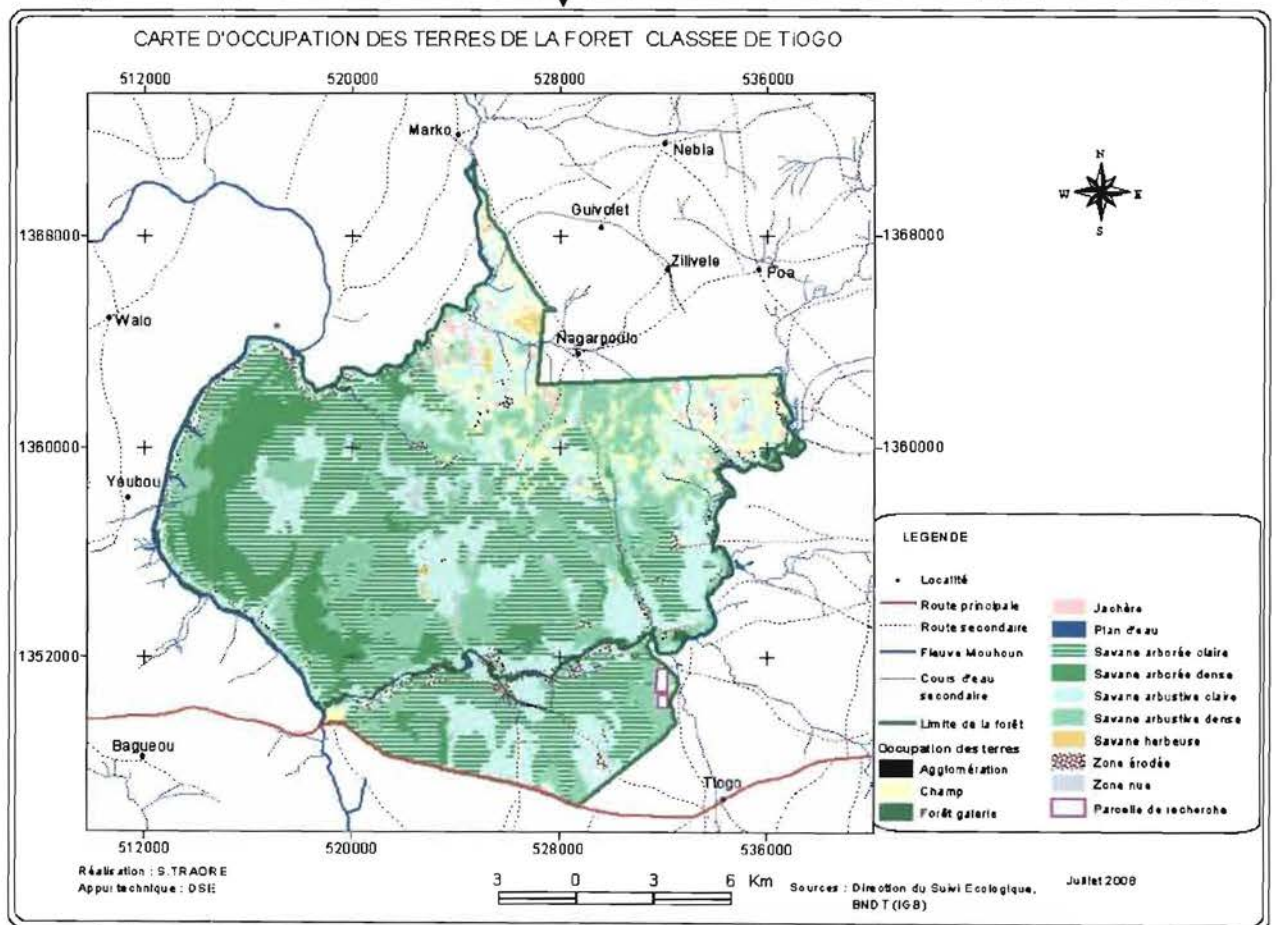 CARTE D'OCCUPATION DES TERRES DE LA FORET CLASSEE DE TiOGO
512000 520000 528000 536000
Marko
Nebia
N
W E
S
Guivolet
1368000 1368000
Zilivele
Poa
Walo
Nagarpoulo
1360000 1360000
Youbou
1352000 1352000
Bagueou
Tiogo
512000 520000 528000 536000
LEGENDE
Localité
Route principale
Route secondaire
Fleuve Mouhoun
Cours d'eau
secondaire
Limite de la forêt
Occupation des terres
Agglomération
Champ
Forêt galerie
Jachère
Plan d'eau
Savane arborée claire
Savane arborée dense
Savane arbustive claire
Savane arbustive dense
Savane herbeuse
Zone érodée
Zone nue
Parcelle de recherche
Réalisation : S.TRAORE
Appui technique : DSE
3 0 3 6 Km
Sources : Direction du Suivi Ecologique,
BNDT (IGB)
Juillet 2008